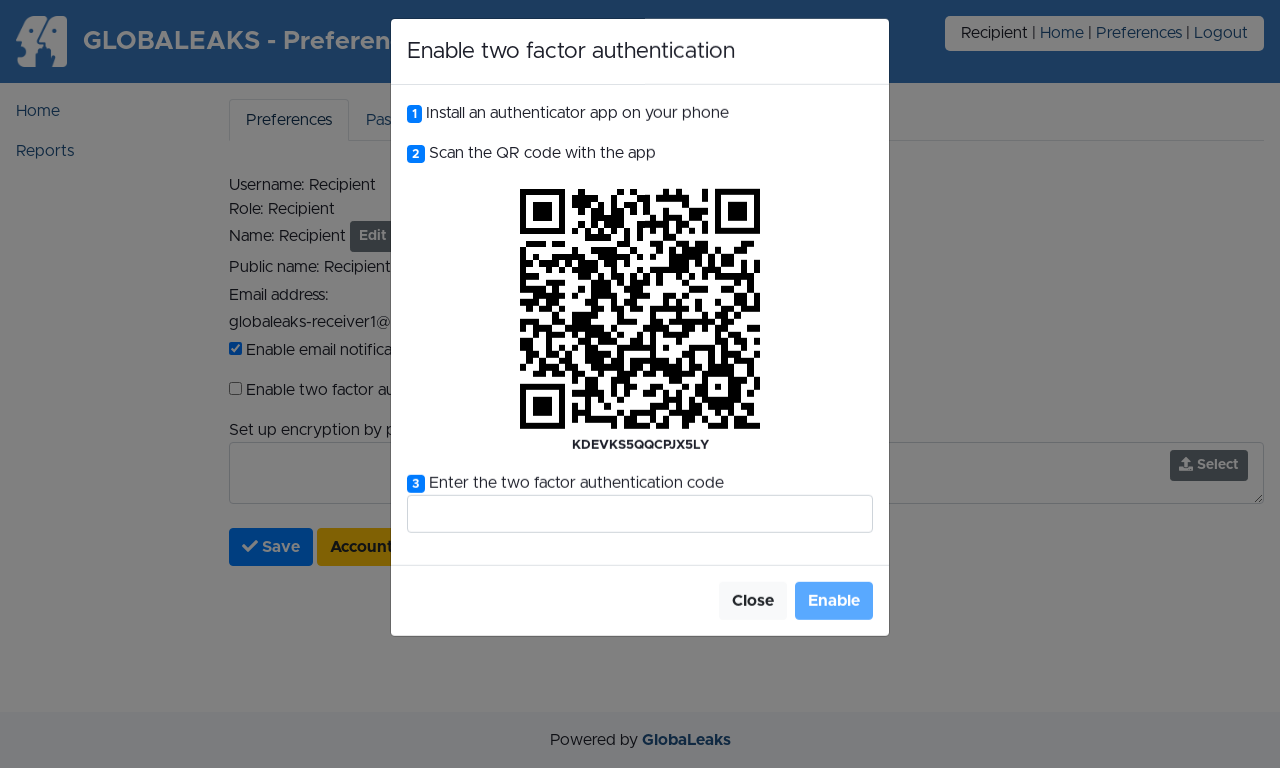 GLOBALEAKS - Preferen
Recipient | Home | Preferences | Logout
Home
Reports
Preferences
Pas
Username: Recipient
Role: Recipient
Name: Recipient Edit
Public name: Recipient
Email address:
globaleaks-receiver1@
Enable email notifica
Enable two factor au
Set up encryption by p
Select
Save
Account
Enable two factor authentication
1 Install an authenticator app on your phone
2 Scan the QR code with the app
KDEVKS5QQCPJX5LY
3 Enter the two factor authentication code
Close
Enable
Powered by GlobaLeaks